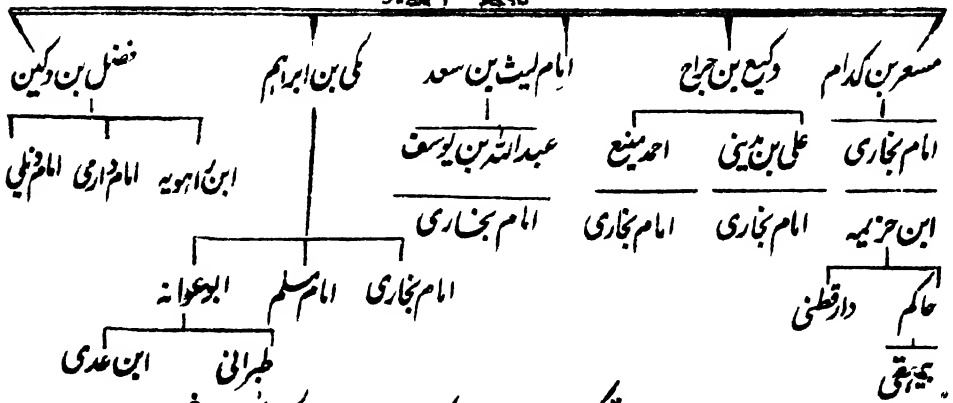 مسعر بن کدام وکیع بن جراح امام لیث بن سعد مکی بن ابراہیم فضل بن دکین
امام بخاری علی بن مدینی احمد منیع عبداللہ بن یوسف ابن راہویہ امام دارمی امام ذہلی
ابن خزیمہ امام بخاری امام بخاری امام بخاری
حاکم دارقطنی امام بخاری امام مسلم ابوعوانہ
بیہقی طبرانی ابن عدی